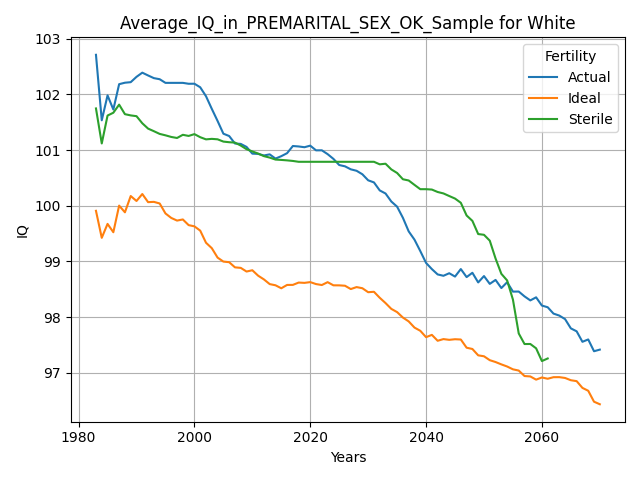 Average_IQ_in_PREMARITAL_SEX_OK_Sample for White
103
102
101
100
99
98
97
IQ
1980
2000
2020
2040
2060
Years
Fertility
Actual
Ideal
Sterile